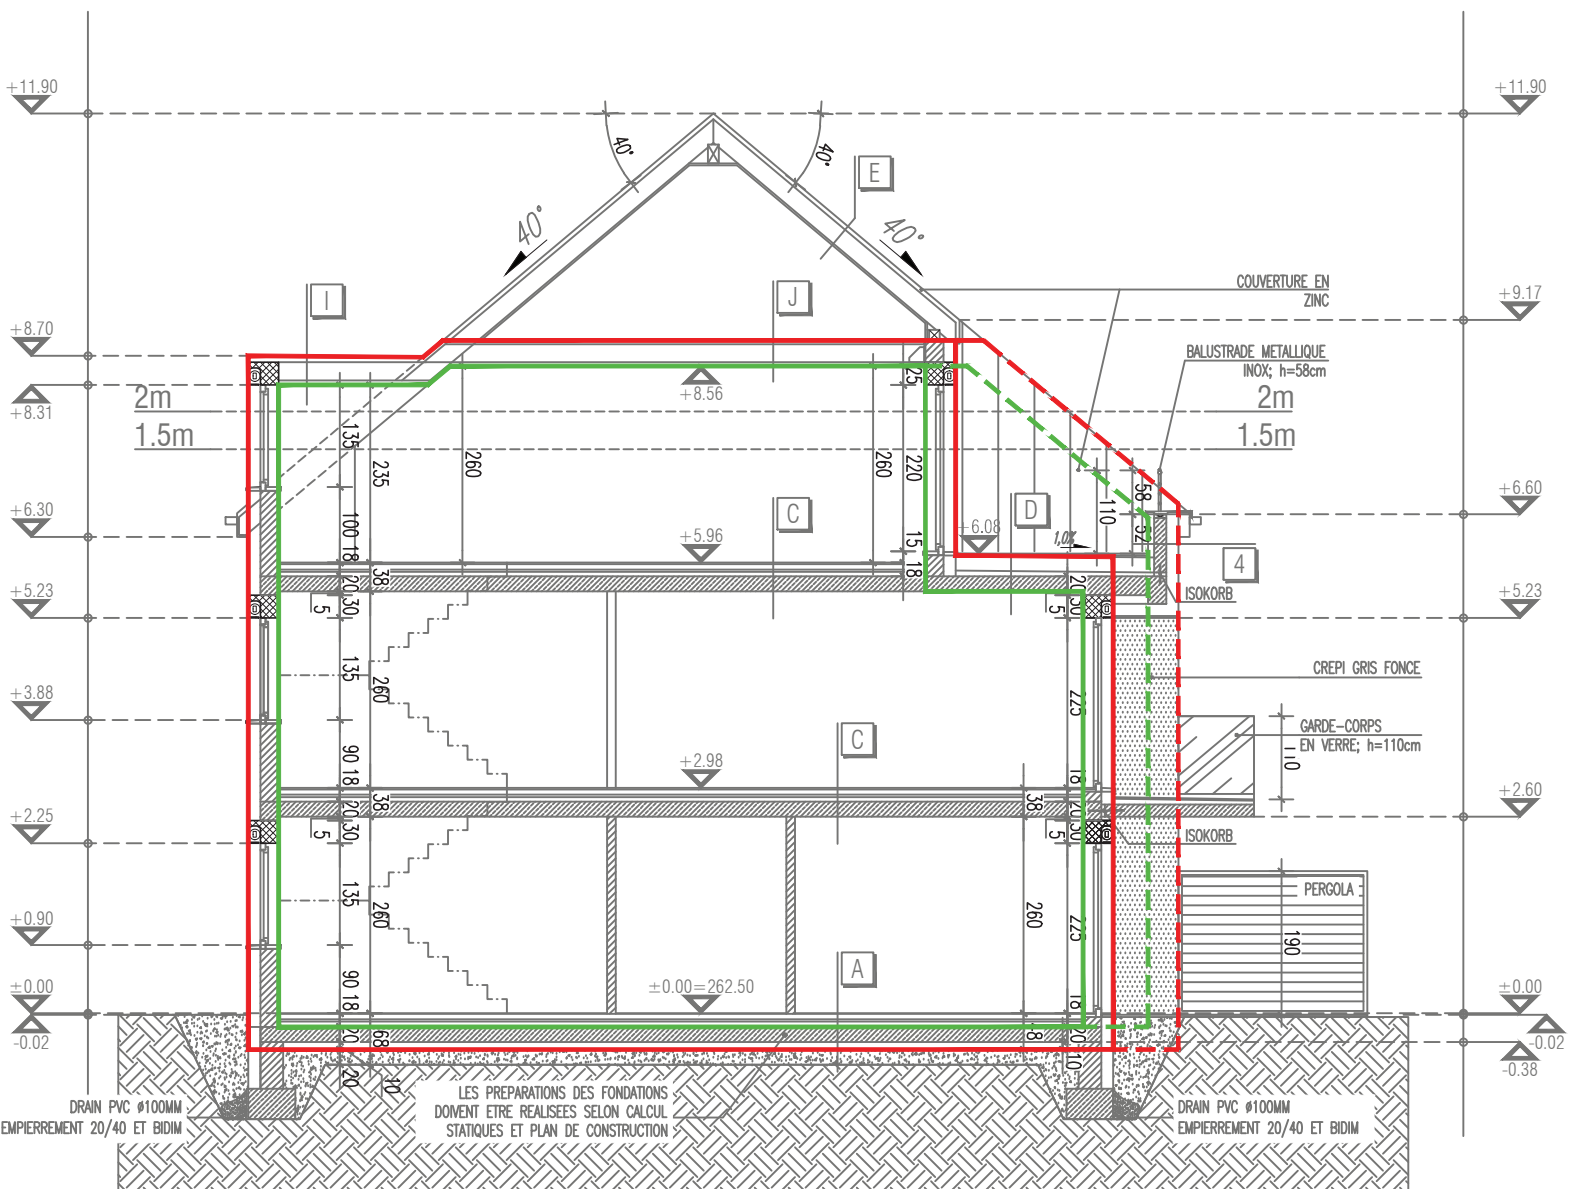 +11.90
+11.90
40°
40°
E
40°
40°
COUVERTURE EN
ZINC
I
J
+9.17
+8.70
BALUSTRADE METALLIQUE
INOX; h=58cm
25
+8.56
+8.31
2m
2m
1.5m
1.5m
135
235
260
260
220
58
110
52
C
D
+6.60
+6.30
+6.08
1,0%
15
+5.96
100
18
38
18
4
ISOKORB
20
30
5
20
30
5
+5.23
+5.23
135
260
225
CREPI GRIS FONCE
+3.88
GARDE-CORPS
EN VERRE; h=110cm
110
C
90
18
+2.98
18
38
20
30
5
38
20
30
5
+2.60
+2.25
ISOKORB
135
260
260
225
PERGOLA
190
+0.90
A
90
18
±0.00=262.50
18
±0.00
±0.00
-0.02
-0.02
20
68
8
20
10
-0.38
20
10
LES PREPARATIONS DES FONDATIONS
DOIVENT ETRE REALISEES SELON CALCUL
STATIQUES ET PLAN DE CONSTRUCTION
DRAIN PVC ø100MM
EMPIERREMENT 20/40 ET BIDIM
DRAIN PVC ø100MM
EMPIERREMENT 20/40 ET BIDIM